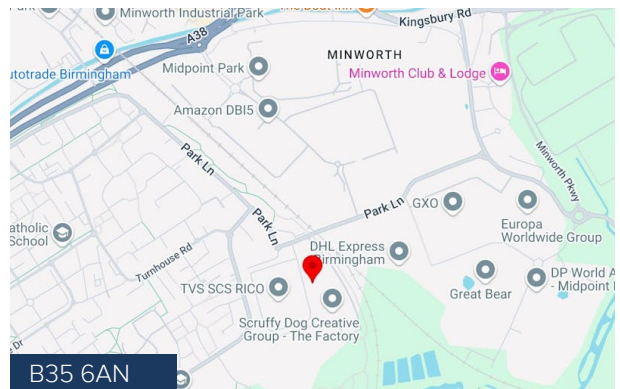 Minworth Industrial Park
Kingsbury Rd
A38
MINWORTH
utotrade Birmingham
Midpoint Park
Minworth Club & Lodge
Amazon DBI5
Park Ln
Minworth Pkwy
Park Ln
Park Ln
GXO
Europa
Worldwide Group
atholic
School
Turnhouse Rd
DHL Express
Birmingham
TVS SCS RICO
Great Bear
DP World A
- Midpoint
Scruffy Dog Creative
Group - The Factory
e Dr
B35 6AN